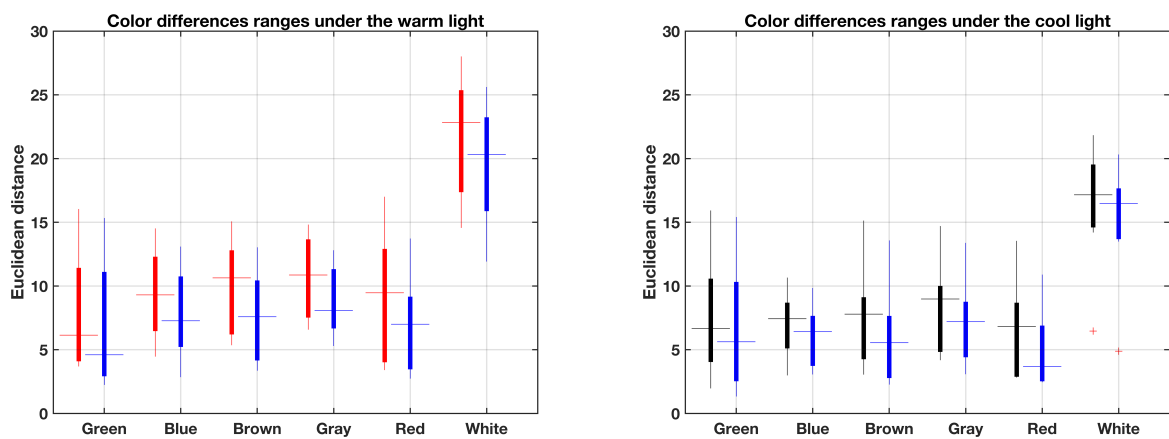 Color differences ranges under the warm light
Euclidean distance
30
25
20
15
10
5
0
Green Blue Brown Gray Red White
Color differences ranges under the cool light
Euclidean distance
30
25
20
15
10
5
0
Green Blue Brown Gray Red White